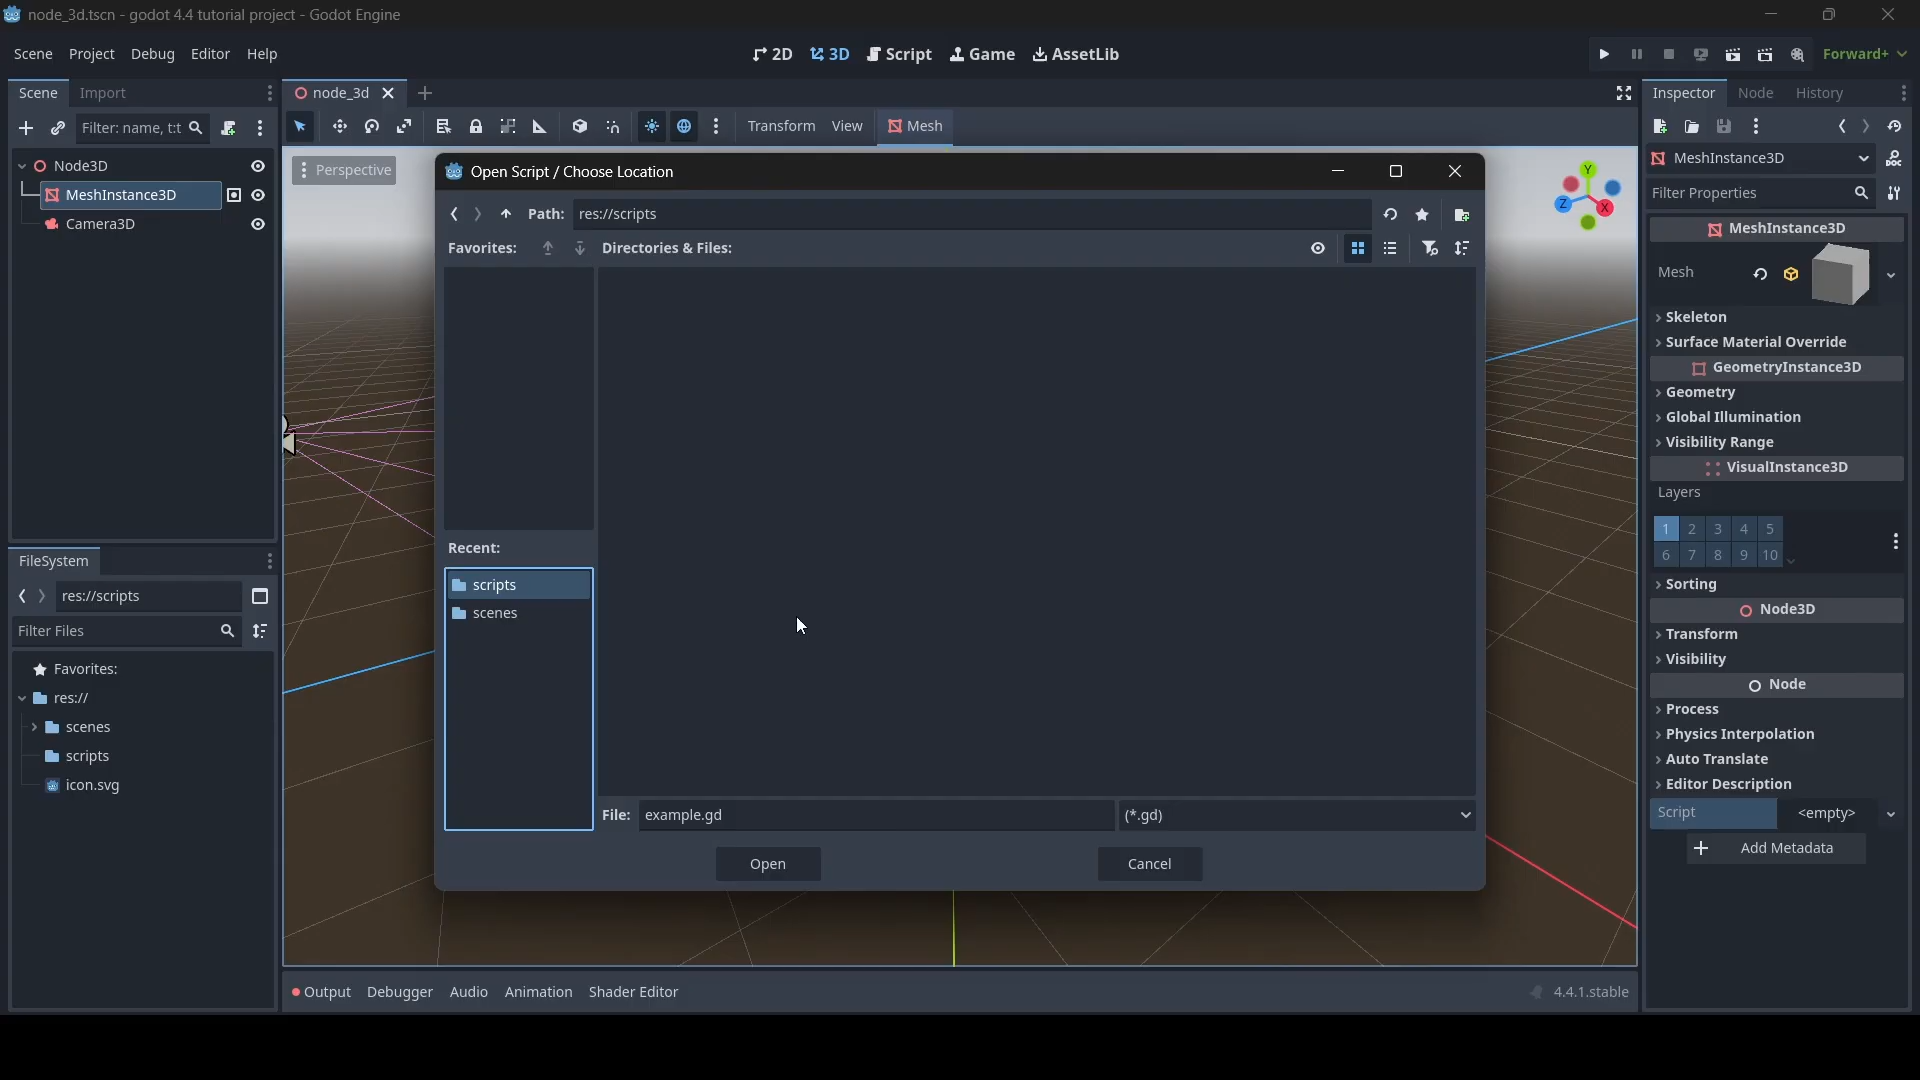 node_3d.tscn - godot 4.4 tutorial project - Godot Engine
Scene Project Debug Editor Help
2D 3D Script Game AssetLib
Forward+
Scene Import
node_3d
Inspector Node History
Filter: name, t:t
Transform View Mesh
Node3D
MeshInstance3D
Camera3D
Perspective
Open Script / Choose Location
Path: res://scripts
Favorites: Directories & Files:
Recent:
scripts
scenes
File: example.gd (*.gd)
Open Cancel
Y
Z
X
MeshInstance3D
Filter Properties
MeshInstance3D
Mesh
Skeleton
Surface Material Override
GeometryInstance3D
Geometry
Global Illumination
Visibility Range
VisualInstance3D
Layers
1 2 3 4 5
6 7 8 9 10
Sorting
Node3D
Transform
Visibility
Node
Process
Physics Interpolation
Auto Translate
Editor Description
Script <empty>
Add Metadata
FileSystem
res://scripts
Filter Files
Favorites:
res://
scenes
scripts
icon.svg
Output Debugger Audio Animation Shader Editor
4.4.1.stable